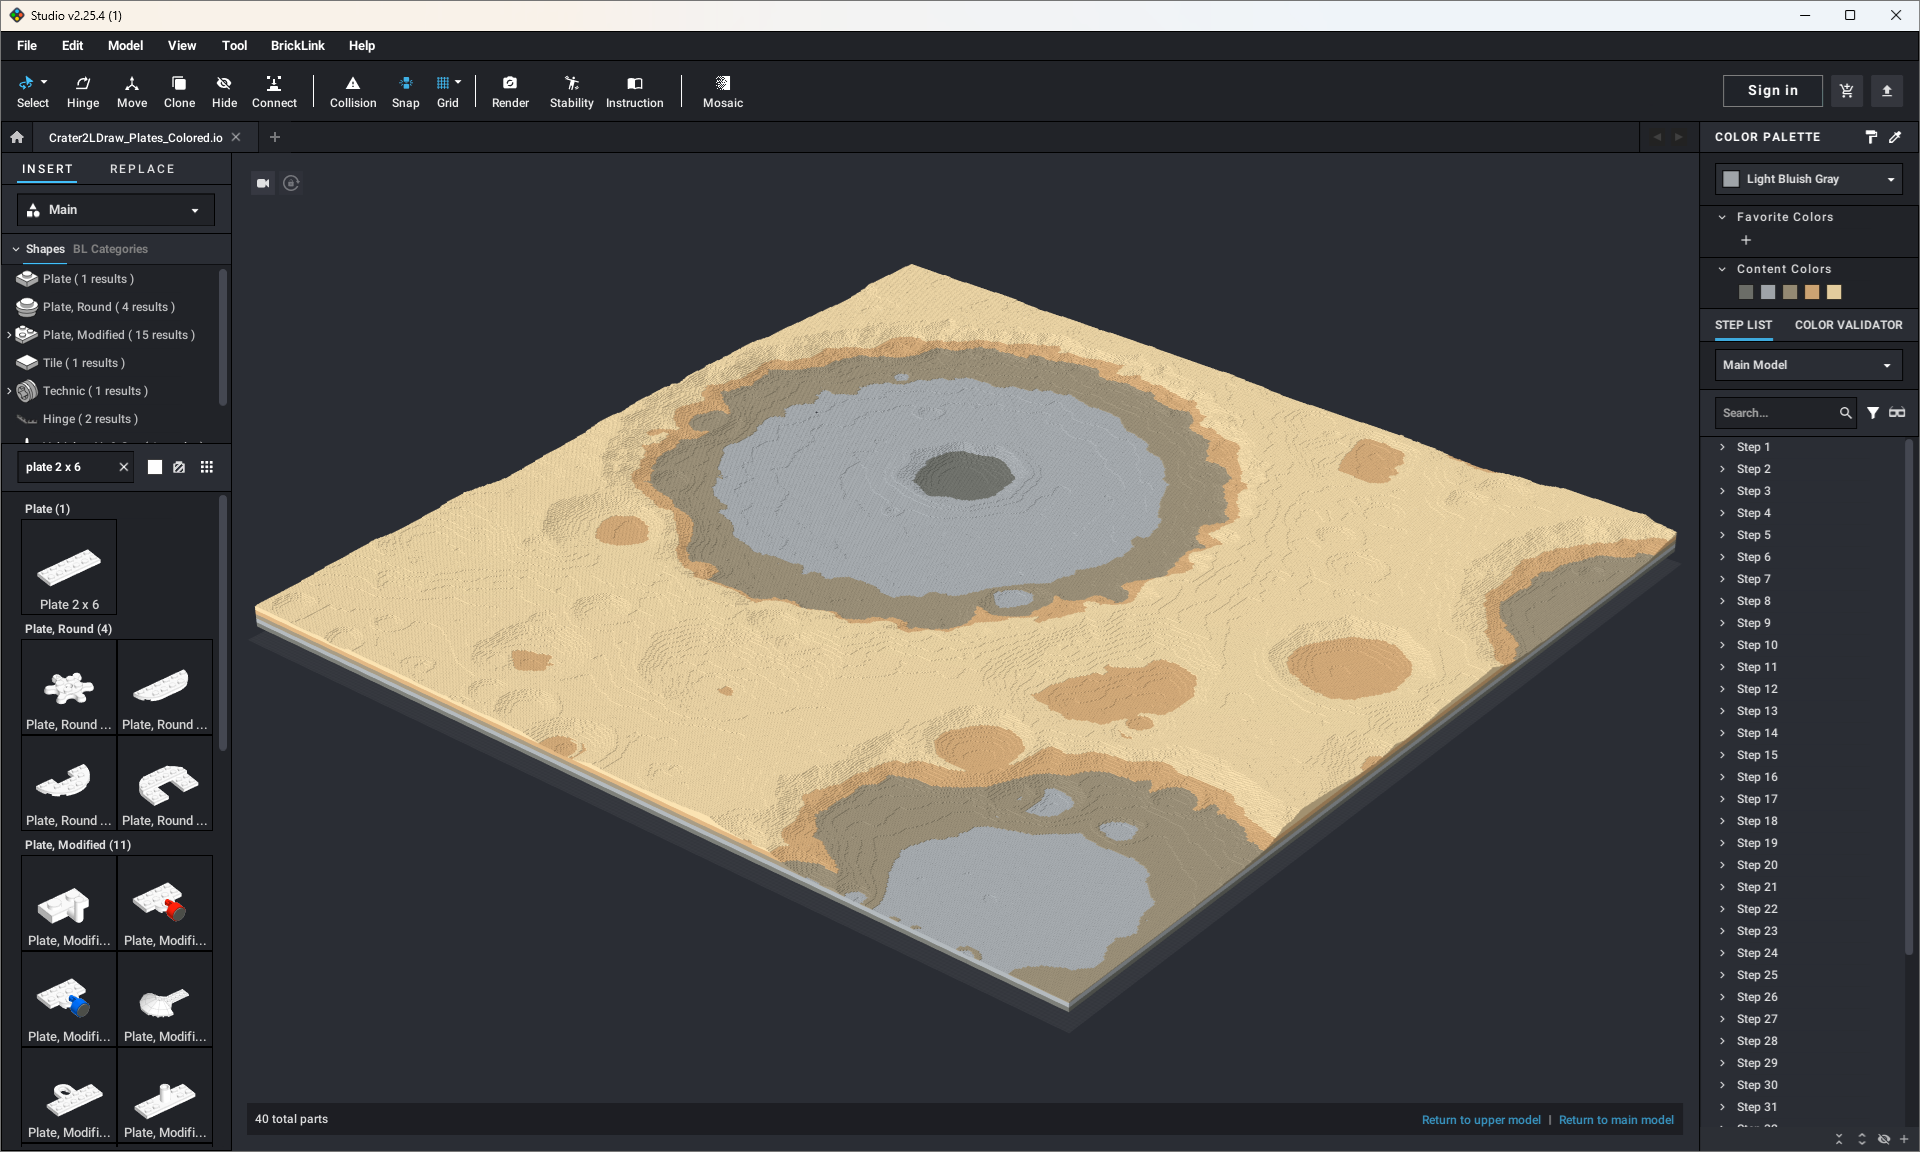 Studio v2.25.4 (1)
File Edit Model View Tool BrickLink Help
Select Hinge Move Clone Hide Connect Collision Snap Grid Render Stability Instruction Mosaic
Sign in
Crater2LDraw_Plates_Colored.io
INSERT REPLACE
Main
Shapes BL Categories
Plate ( 1 results )
Plate, Round ( 4 results )
Plate, Modified ( 15 results )
Tile ( 1 results )
Technic ( 1 results )
Hinge ( 2 results )
plate 2 x 6
Plate (1)
Plate 2 x 6
Plate, Round (4)
Plate, Round ... Plate, Round ...
Plate, Round ... Plate, Round ...
Plate, Modified (11)
Plate, Modifi... Plate, Modifi...
Plate, Modifi... Plate, Modifi...
Plate, Modifi... Plate, Modifi...
40 total parts
Return to upper model | Return to main model
COLOR PALETTE
Light Bluish Gray
Favorite Colors
Content Colors
STEP LIST COLOR VALIDATOR
Main Model
Search...
Step 1
Step 2
Step 3
Step 4
Step 5
Step 6
Step 7
Step 8
Step 9
Step 10
Step 11
Step 12
Step 13
Step 14
Step 15
Step 16
Step 17
Step 18
Step 19
Step 20
Step 21
Step 22
Step 23
Step 24
Step 25
Step 26
Step 27
Step 28
Step 29
Step 30
Step 31